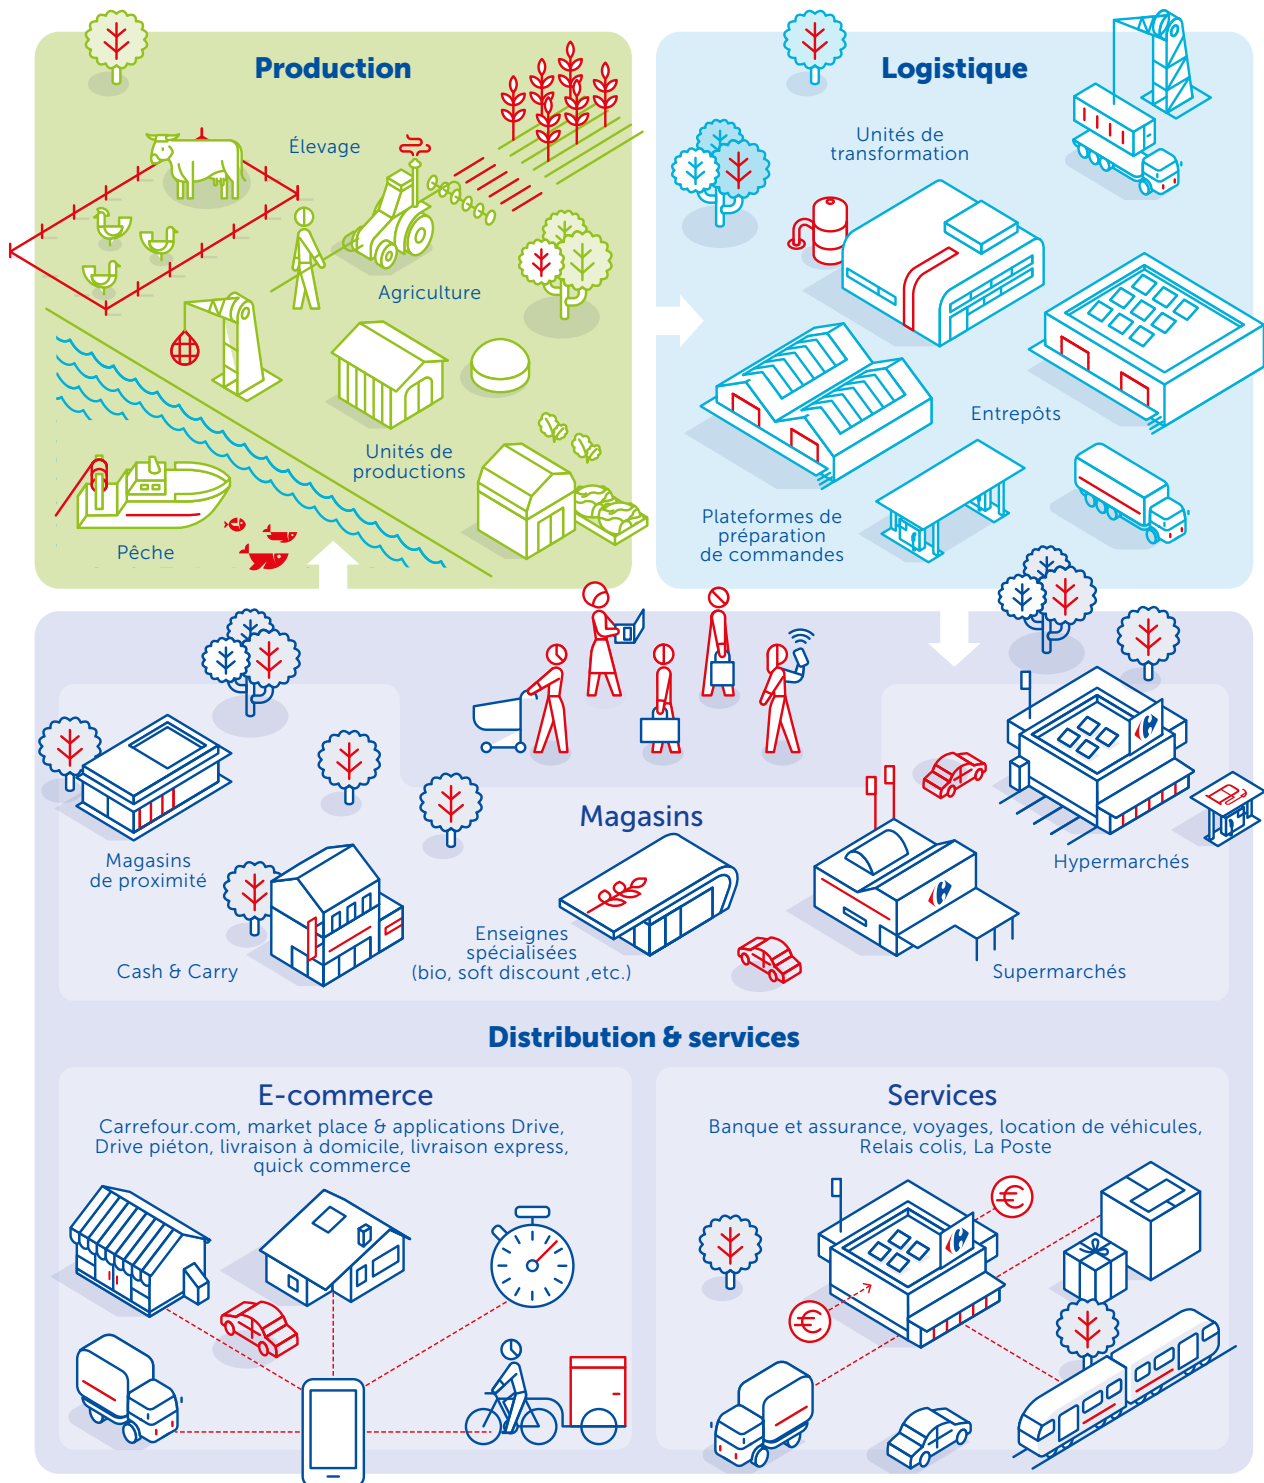 Production
Élevage
Agriculture
Unités de
productions
Pêche
Logistique
Unités de
transformation
Entrepôts
Plateformes de
préparation
de commandes
Magasins
Magasins
de proximité
Cash & Carry
Enseignes
spécialisées
(bio, soft discount ,etc.)
Supermarchés
Hypermarchés
Distribution & services
E-commerce
Carrefour.com, market place & applications Drive,
Drive piéton, livraison à domicile, livraison express,
quick commerce
Services
Banque et assurance, voyages, location de véhicules,
Relais colis, La Poste
€
€